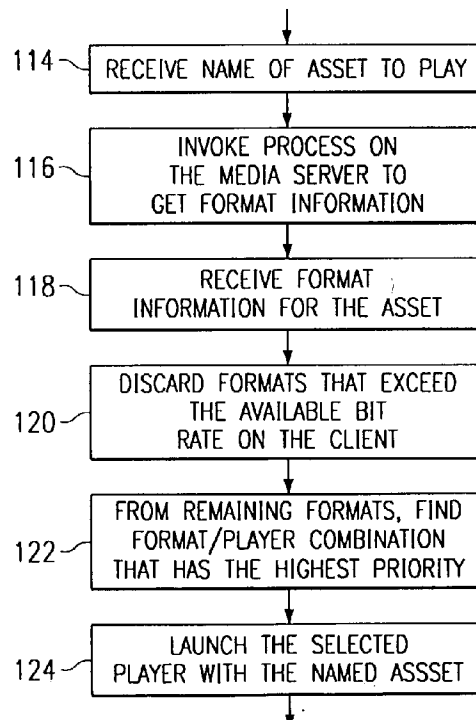 114
RECEIVE NAME OF ASSET TO PLAY
116
INVOKE PROCESS ON
THE MEDIA SERVER TO
GET FORMAT INFORMATION
118
RECEIVE FORMAT
INFORMATION FOR THE ASSET
120
DISCARD FORMATS THAT EXCEED
THE AVAILABLE BIT
RATE ON THE CLIENT
122
FROM REMAINING FORMATS, FIND
FORMAT/PLAYER COMBINATION
THAT HAS THE HIGHEST PRIORITY
124
LAUNCH THE SELECTED
PLAYER WITH THE NAMED ASSSET